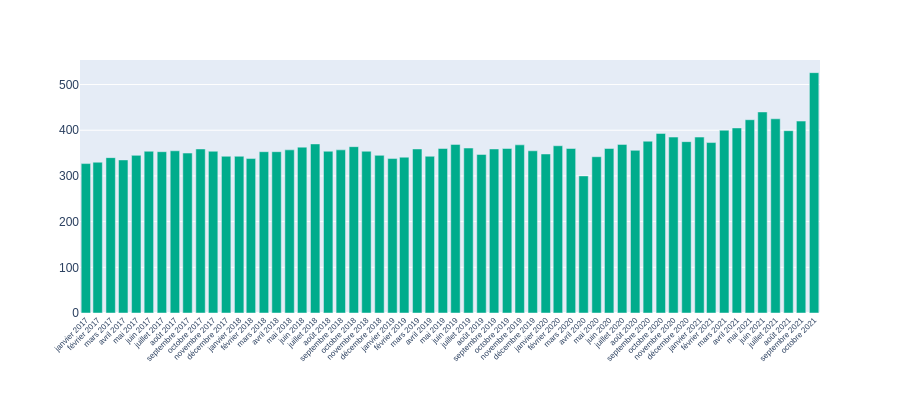 500
400
300
200
100
0
janvier 2017
février 2017
mars 2017
avril 2017
mai 2017
juin 2017
juillet 2017
août 2017
septembre 2017
octobre 2017
novembre 2017
décembre 2017
janvier 2018
février 2018
mars 2018
avril 2018
mai 2018
juin 2018
juillet 2018
août 2018
septembre 2018
octobre 2018
novembre 2018
décembre 2018
janvier 2019
février 2019
mars 2019
avril 2019
mai 2019
juin 2019
juillet 2019
août 2019
septembre 2019
octobre 2019
novembre 2019
décembre 2019
janvier 2020
février 2020
mars 2020
avril 2020
mai 2020
juin 2020
juillet 2020
août 2020
septembre 2020
octobre 2020
novembre 2020
décembre 2020
janvier 2021
février 2021
mars 2021
avril 2021
mai 2021
juin 2021
juillet 2021
août 2021
septembre 2021
octobre 2021